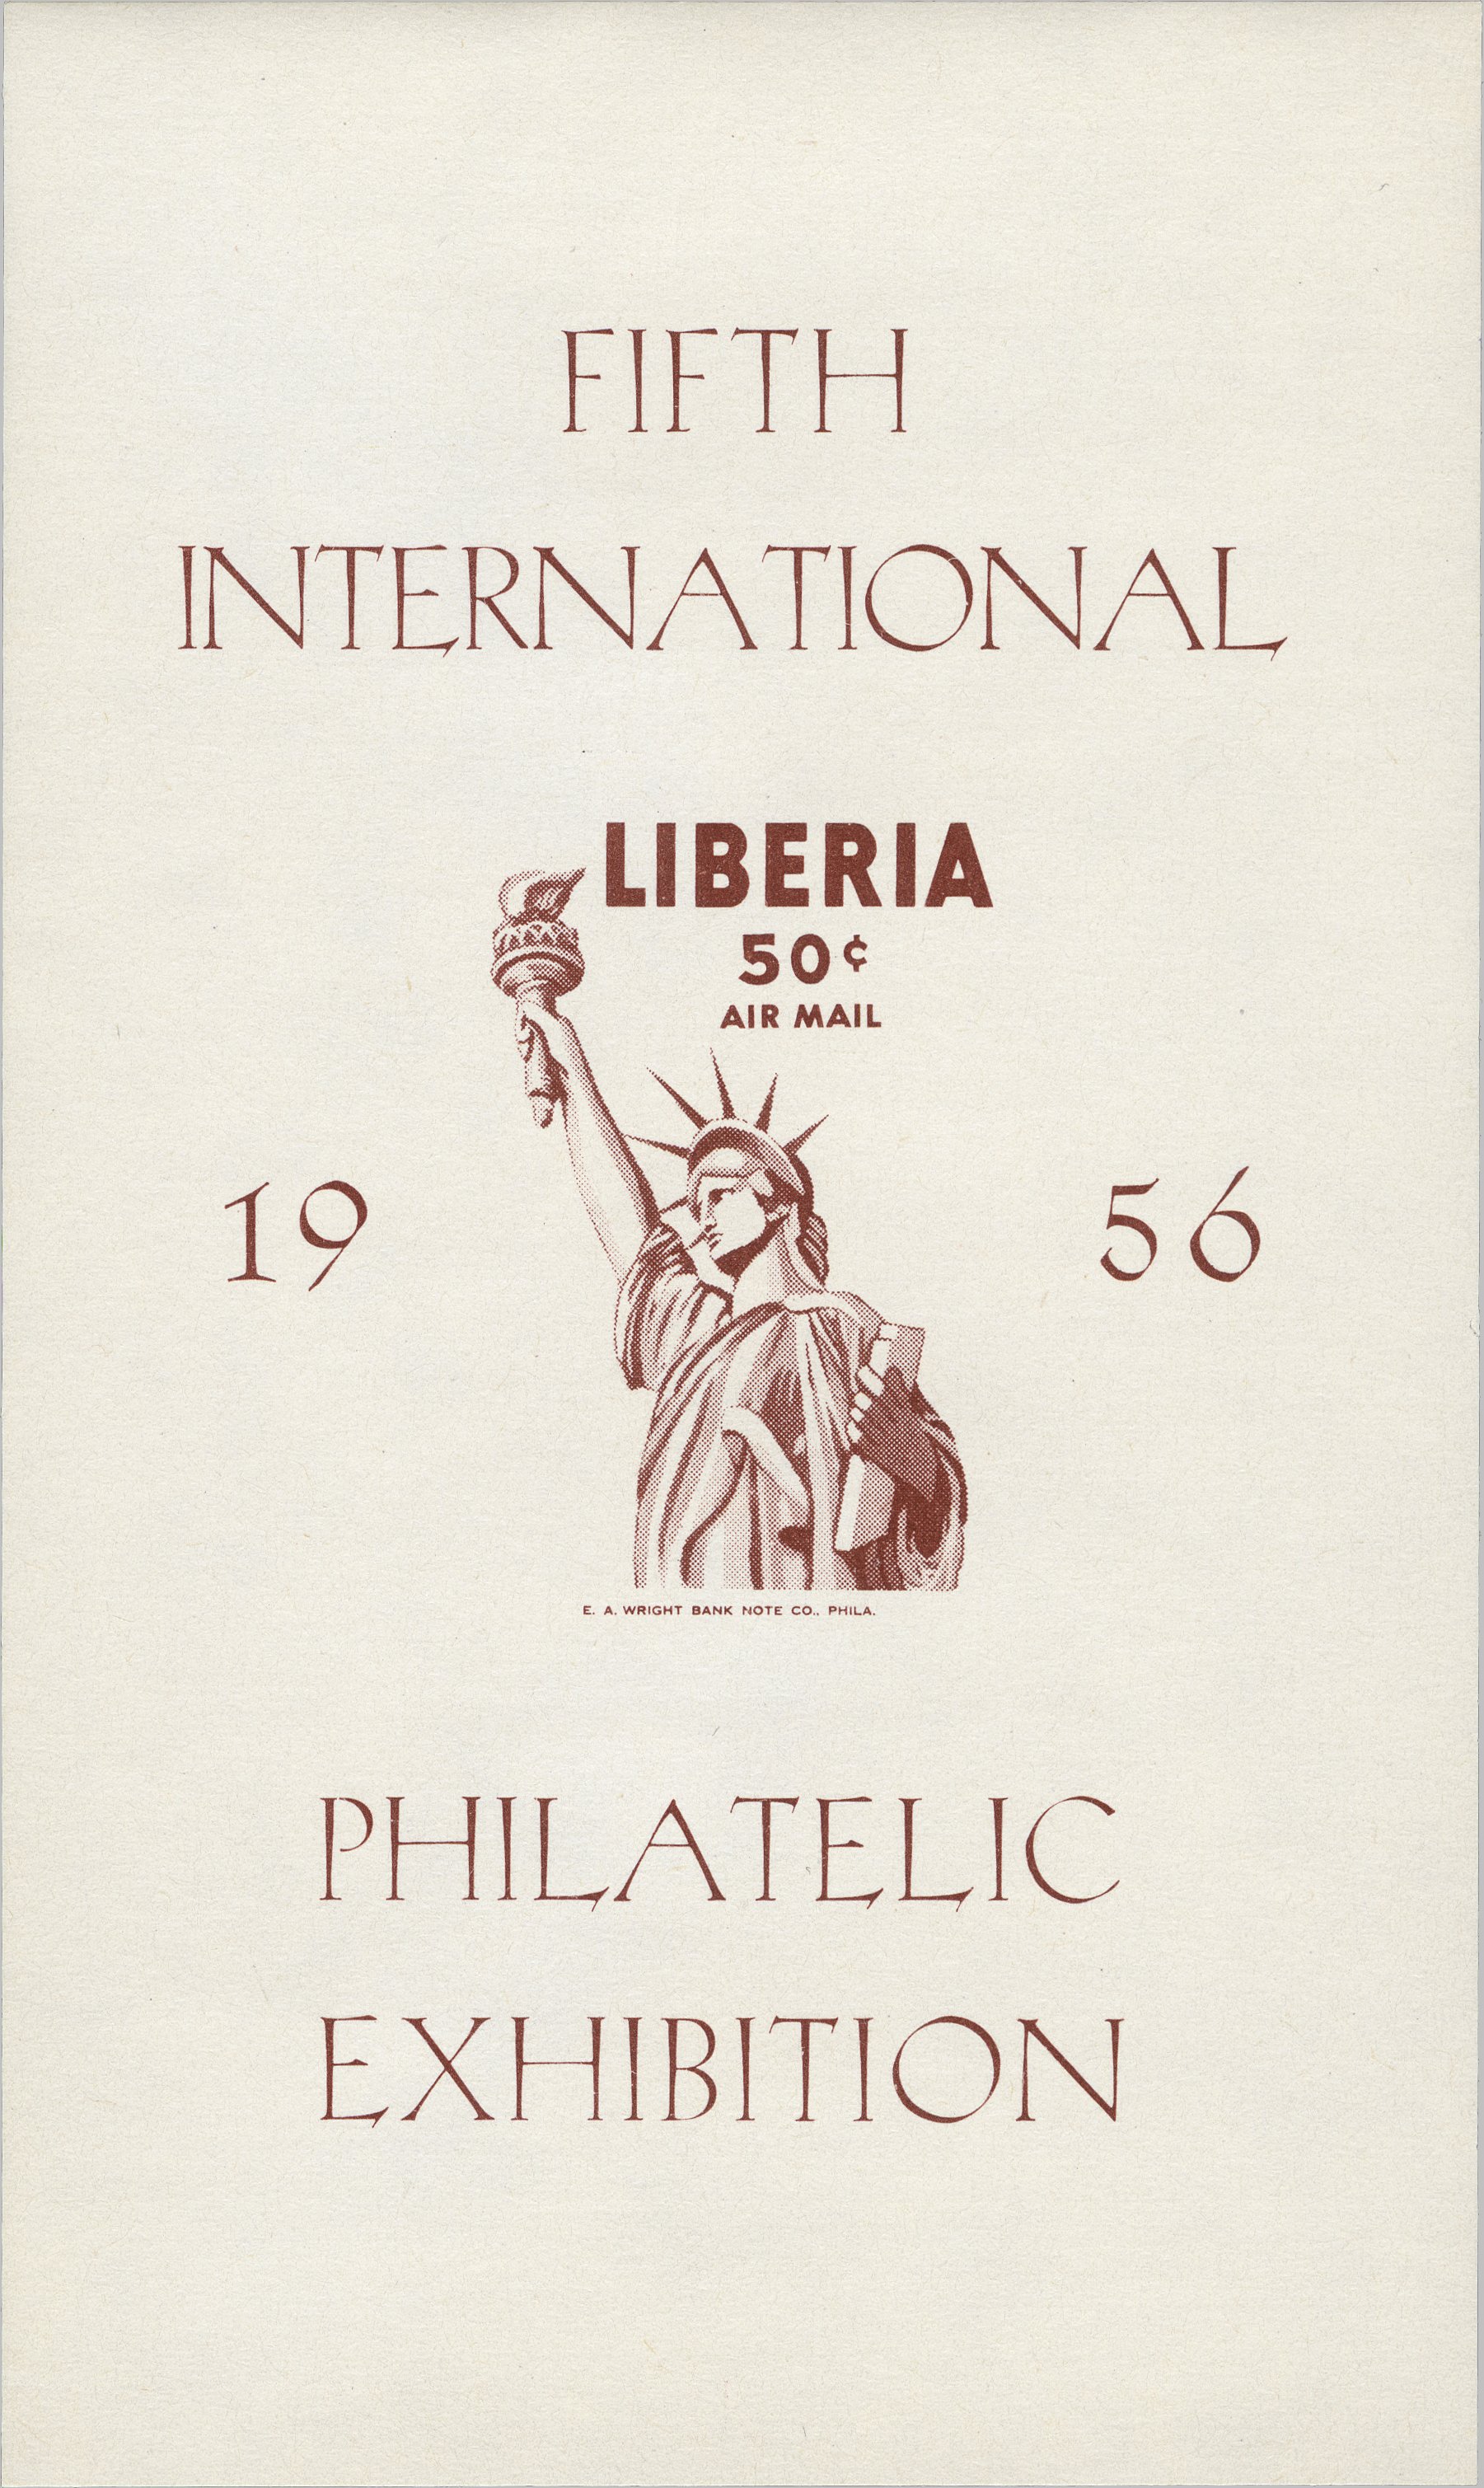 FIFTH
INTERNATIONAL
LIBERIA
50¢
AIR MAIL
19 56
E. A. WRIGHT BANK NOTE CO., PHILA.
PHILATELIC
EXHIBITION